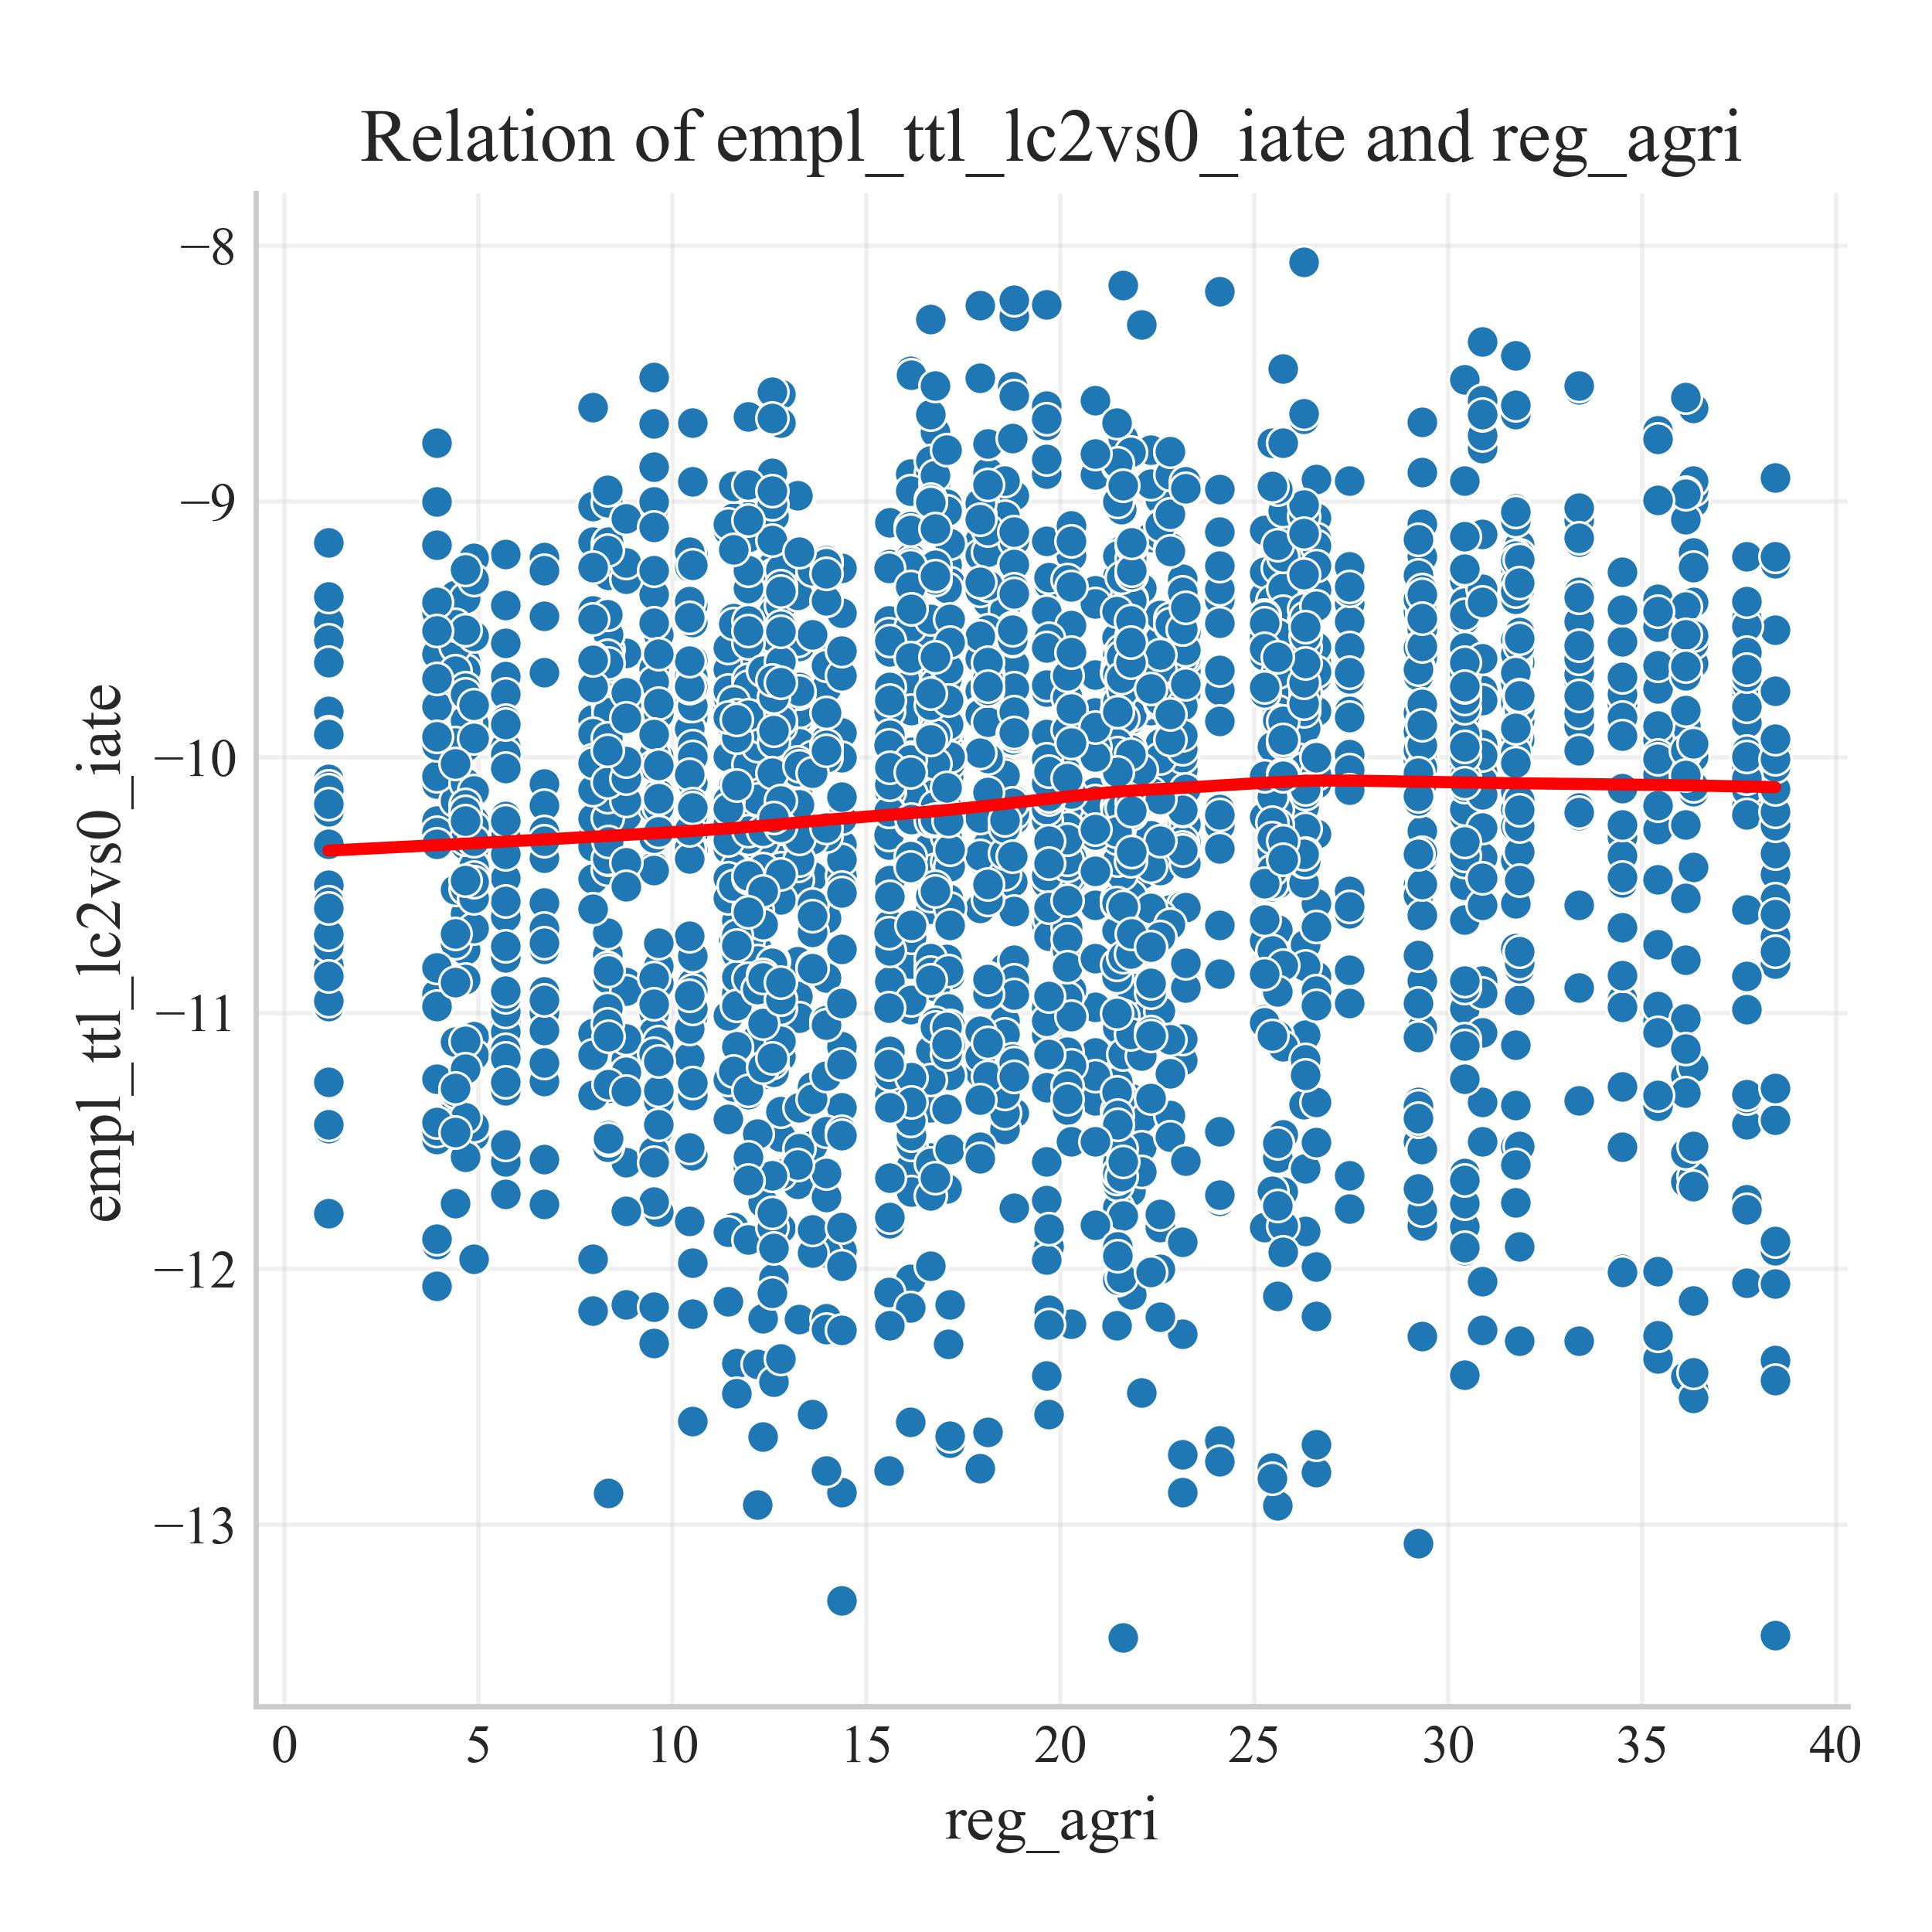 Relation of empl_ttl_lc2vs0_iate and reg_agri
−8
−9
−10
−11
−12
−13
empl_ttl_lc2vs0_iate
0 5 10 15 20 25 30 35 40
reg_agri